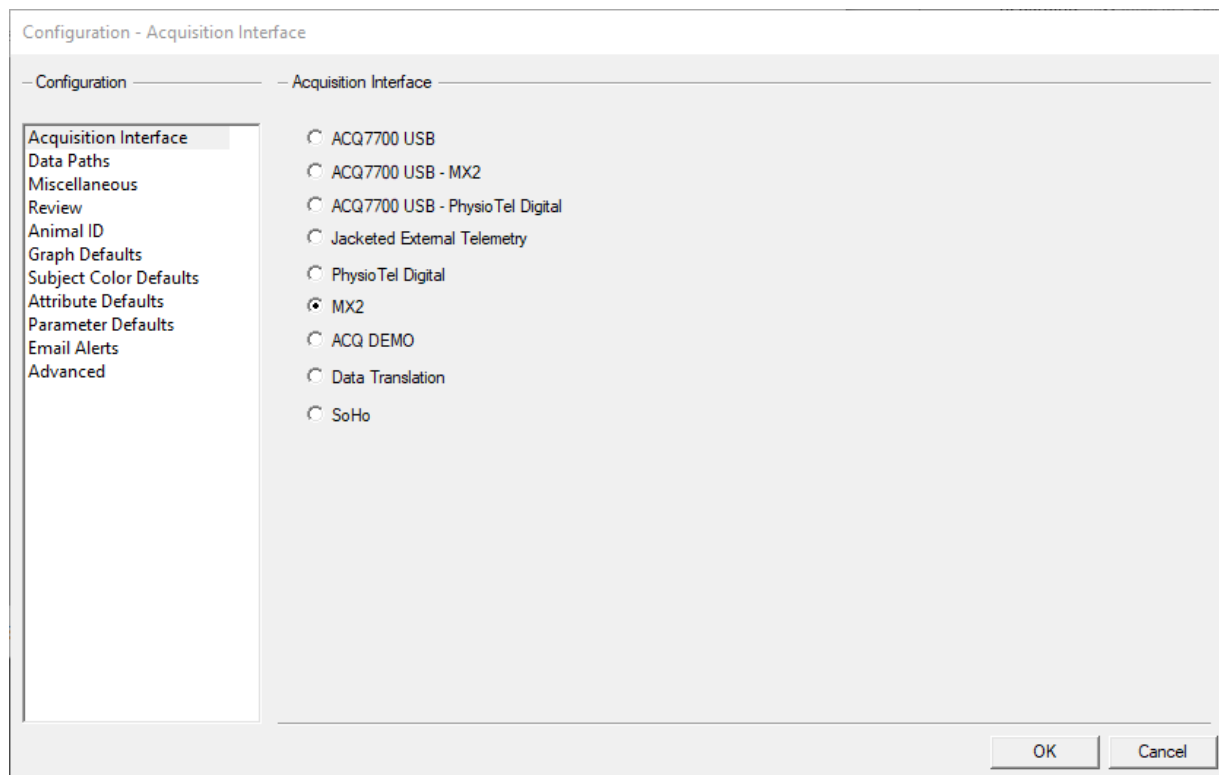 Configuration - Acquisition Interface
Configuration
Acquisition Interface
Data Paths
Miscellaneous
Review
Animal ID
Graph Defaults
Subject Color Defaults
Attribute Defaults
Parameter Defaults
Email Alerts
Advanced
Acquisition Interface
ACQ7700 USB
ACQ7700 USB - MX2
ACQ7700 USB - PhysioTel Digital
Jacketed External Telemetry
PhysioTel Digital
MX2
ACQ DEMO
Data Translation
SoHo
OK
Cancel